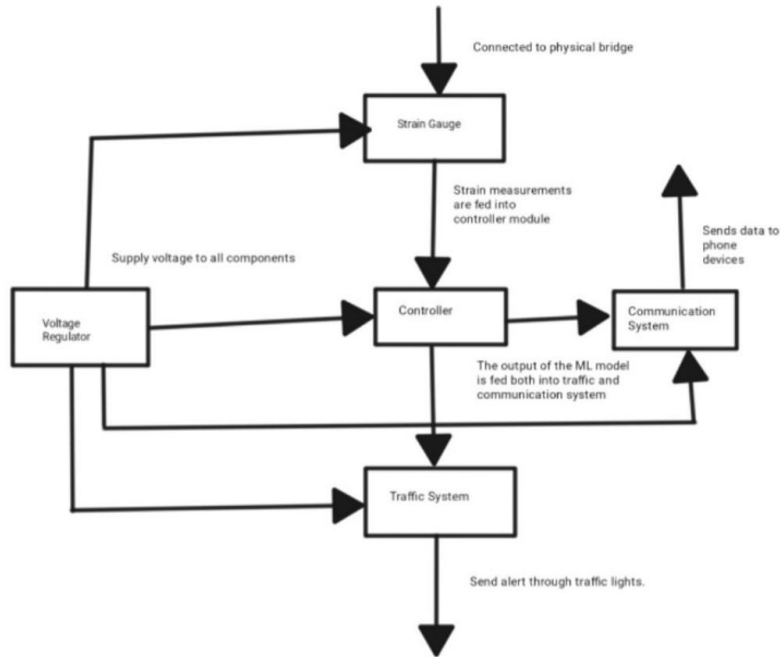 Connected to physical bridge
Strain Gauge
Strain measurements
are fed into
controller module
Sends data to
phone
devices
Supply voltage to all components
Voltage
Regulator
Controller
Communication
System
The output of the ML model
is fed both into traffic and
communication system
Traffic System
Send alert through traffic lights.